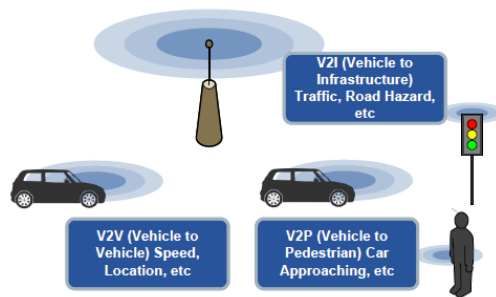 V2I (Vehicle to
Infrastructure)
Traffic, Road Hazard,
etc
V2V (Vehicle to
Vehicle) Speed,
Location, etc
V2P (Vehicle to
Pedestrian) Car
Approaching, etc